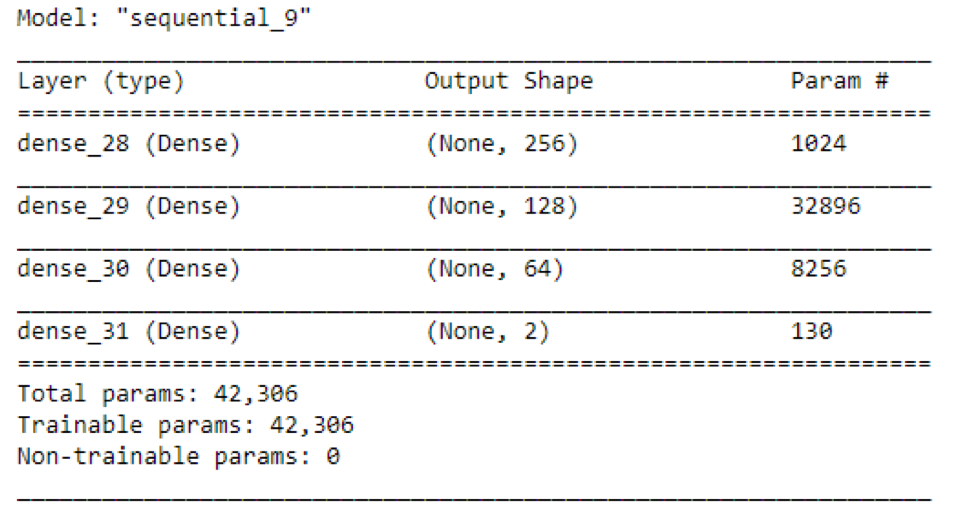 Model: "sequential_9"
Layer (type) Output Shape Param #
dense_28 (Dense) (None, 256) 1024
dense_29 (Dense) (None, 128) 32896
dense_30 (Dense) (None, 64) 8256
dense_31 (Dense) (None, 2) 130
Total params: 42,306
Trainable params: 42,306
Non-trainable params: 0